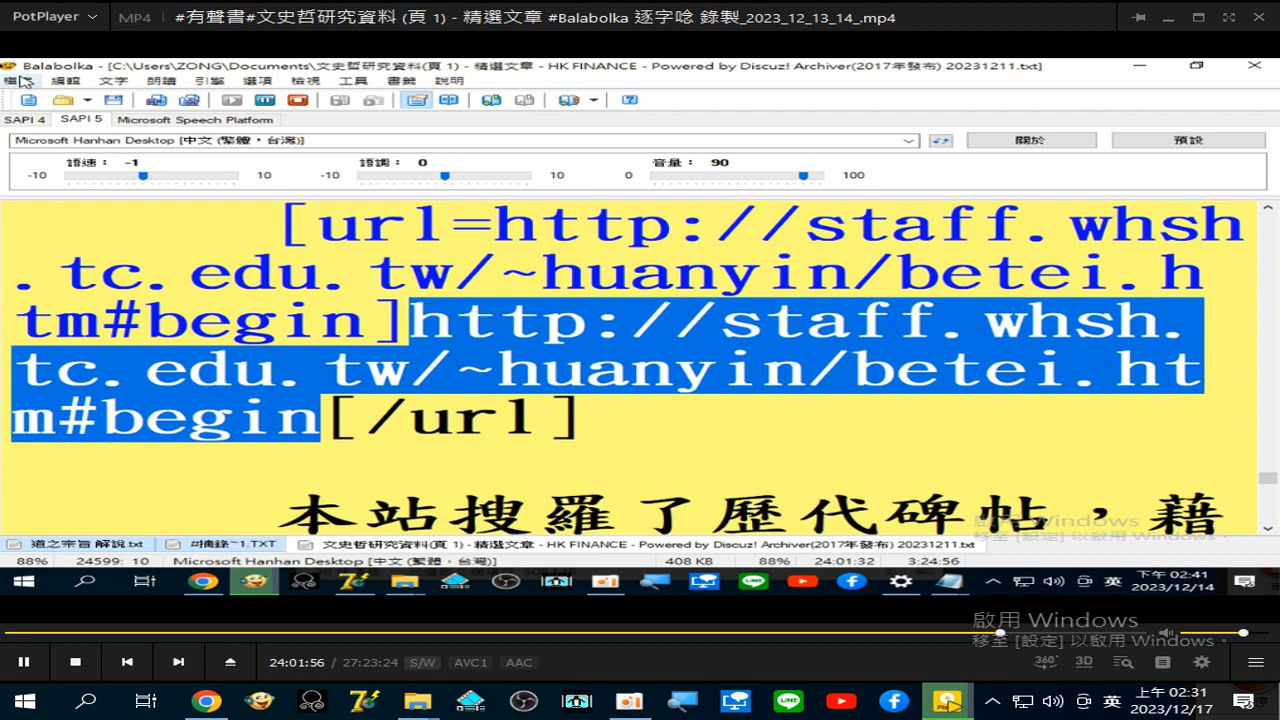 PotPlayer MP4 #有聲書#文史哲研究資料 (頁 1) - 精選文章 #Balabolka 逐字唸 錄製_2023_12_13_14_.mp4
Balabolka - [C:\Users\ZONG\Documents\文史哲研究資料(頁 1) - 精選文章 - HK FINANCE - Powered by Discuz! Archiver(2017年發布) 20231211.txt]
檔案 編輯 文字 朗讀 引擎 選項 檢視 工具 書籤 說明
SAPI 4 SAPI 5 Microsoft Speech Platform
Microsoft Hanhan Desktop [中文 (繁體，台灣)] 關於 預設
語速： -1 語調： 0 音量： 90
-10 10 -10 10 0 100
[url=http://staff.whsh
.tc.edu.tw/~huanyin/betei.h
tm#begin]http://staff.whsh.
tc.edu.tw/~huanyin/betei.ht
m#begin[/url]
本站搜羅了歷代碑帖，藉
啟用 Windows
移至 [設定] 以啟用 Windows。
道之宗旨 解說.txt #摘錄~1.TXT 文史哲研究資料(頁 1) - 精選文章 - HK FINANCE - Powered by Discuz! Archiver(2017年發布) 20231211.txt
88% 24599: 10 Microsoft Hanhan Desktop [中文 (繁體，台灣)] 408 KB 88% 24:01:32 3:24:56
英 下午 02:41
2023/12/14
啟用 Windows
移至 [設定] 以啟用 Windows。
24:01:56 / 27:23:24 S/W AVC1 AAC 360° 3D
英 上午 02:31
2023/12/17